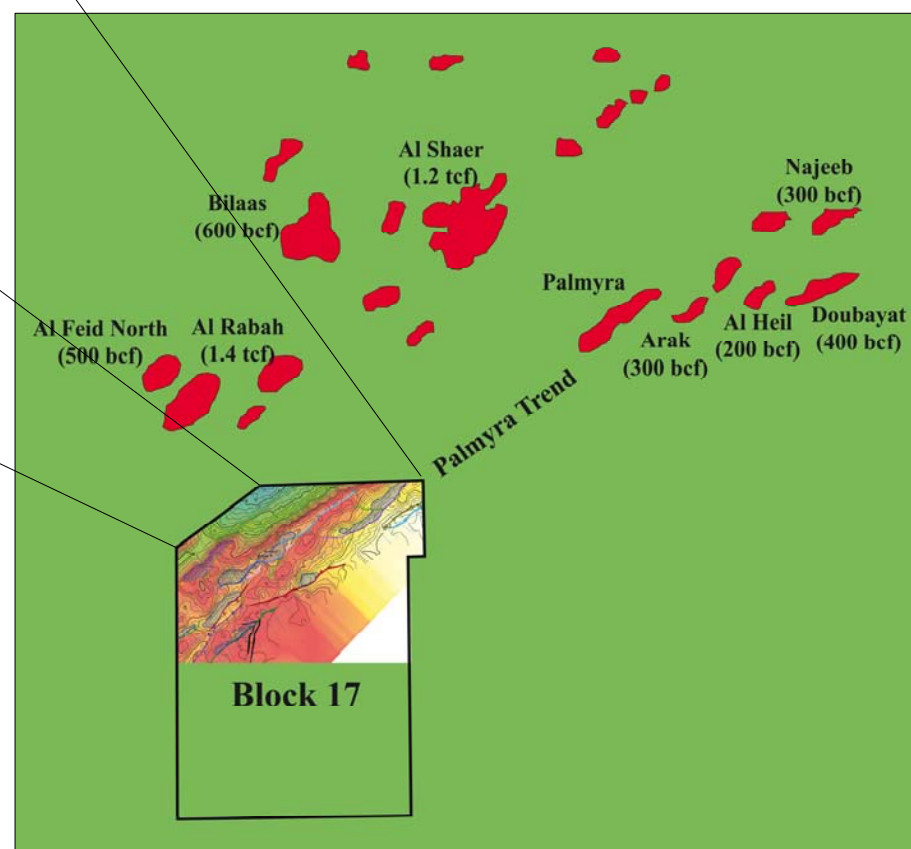 Al Shaer
(1.2 tcf)
Najeeb
(300 bcf)
Bilaas
(600 bcf)
Palmyra
Al Feid North
(500 bcf)
Al Rabah
(1.4 tcf)
Arak
(300 bcf)
Al Heil
(200 bcf)
Doubayat
(400 bcf)
Palmyra Trend
Block 17